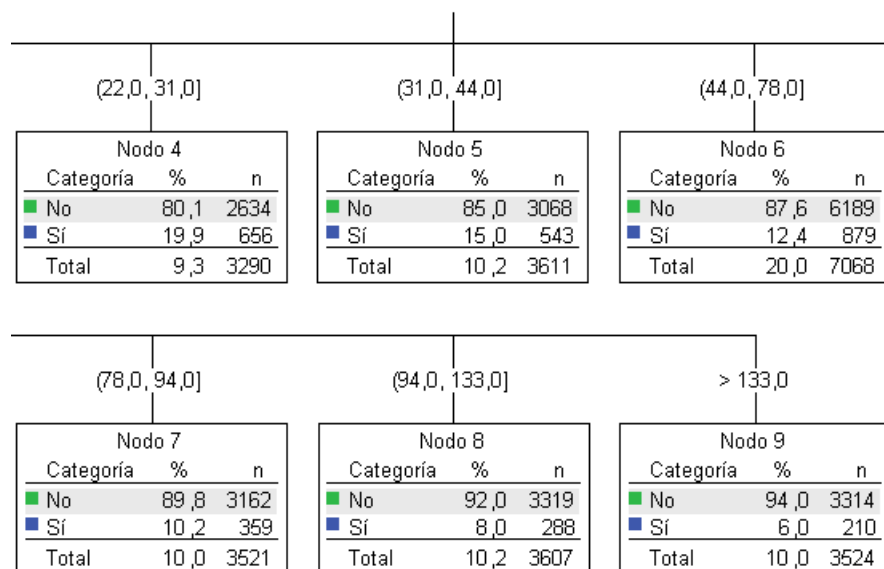 (22,0, 31,0] (31,0, 44,0] (44,0, 78,0]
Nodo 4 Nodo 5 Nodo 6
Categoría % n Categoría % n Categoría % n
No 80,1 2634 No 85,0 3068 No 87,6 6189
Sí 19,9 656 Sí 15,0 543 Sí 12,4 879
Total 9,3 3290 Total 10,2 3611 Total 20,0 7068
(78,0, 94,0] (94,0, 133,0] > 133,0
Nodo 7 Nodo 8 Nodo 9
Categoría % n Categoría % n Categoría % n
No 89,8 3162 No 92,0 3319 No 94,0 3314
Sí 10,2 359 Sí 8,0 288 Sí 6,0 210
Total 10,0 3521 Total 10,2 3607 Total 10,0 3524